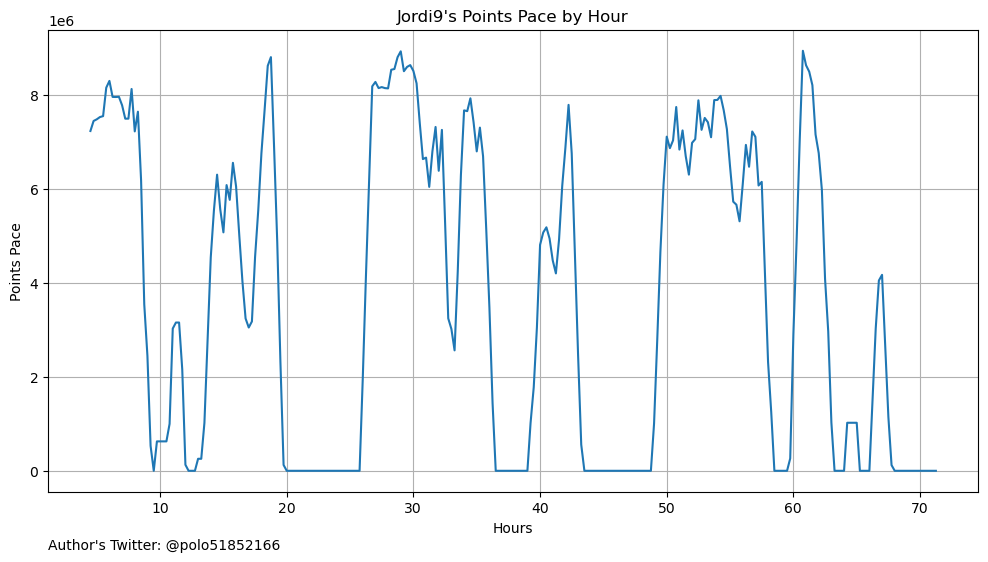 Jordi9's Points Pace by Hour
1e6
8
6
4
2
0
Points Pace
10 20 30 40 50 60 70
Hours
Author's Twitter: @polo51852166